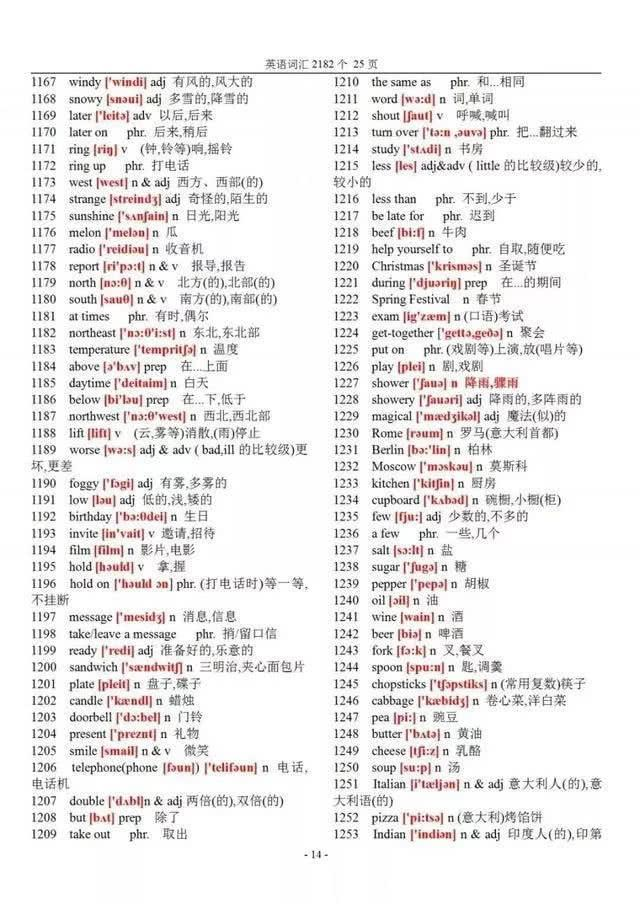 英语词汇 2182 个 25 页
1167 windy ['windi] adj 有风的,风大的
1168 snowy [snəui] adj 多雪的,降雪的
1169 later ['leitə] adv 以后,后来
1170 later on phr. 后来,稍后
1171 ring [riŋ] v (钟,铃等)响,摇铃
1172 ring up phr. 打电话
1173 west [west] n & adj 西方、西部(的)
1174 strange [streindʒ] adj 奇怪的,陌生的
1175 sunshine ['sʌnʃain] n 日光,阳光
1176 melon ['melən] n 瓜
1177 radio ['reidiəu] n 收音机
1178 report [ri'pɔ:t] n & v 报导,报告
1179 north [nɔ:θ] n & v 北方(的),北部(的)
1180 south [sauθ] n & v 南方(的),南部(的)
1181 at times phr. 有时,偶尔
1182 northeast ['nɔ:θ'i:st] n 东北,东北部
1183 temperature ['tempritʃə] n 温度
1184 above [ə'bʌv] prep 在...上面
1185 daytime ['deitaim] n 白天
1186 below [bi'ləu] prep 在...下,低于
1187 northwest ['nɔ:θ'west] n 西北,西北部
1188 lift [lift] v (云,雾等)消散,(雨)停止
1189 worse [wə:s] adj & adv ( bad,ill 的比较级)更
坏,更差
1190 foggy ['fɔgi] adj 有雾,多雾的
1191 low [ləu] adj 低的,浅,矮的
1192 birthday ['bə:θdei] n 生日
1193 invite [in'vait] v 邀请,招待
1194 film [film] n 影片,电影
1195 hold [həuld] v 拿,握
1196 hold on ['həuld ɔn] phr. (打电话时)等一等,
不挂断
1197 message ['mesidʒ] n 消息,信息
1198 take/leave a message phr. 捎/留口信
1199 ready ['redi] adj 准备好的,乐意的
1200 sandwich ['sændwitʃ] n 三明治,夹心面包片
1201 plate [pleit] n 盘子,碟子
1202 candle ['kændl] n 蜡烛
1203 doorbell ['dɔ:bel] n 门铃
1204 present ['preznt] n 礼物
1205 smile [smail] n & v 微笑
1206 telephone(phone [fəun]) ['telifəun] n 电话,
电话机
1207 double ['dʌbl]n & adj 两倍的,双倍(的)
1208 but [bʌt] prep 除了
1209 take out phr. 取出
1210 the same as phr. 和...相同
1211 word [wə:d] n 词,单词
1212 shout [ʃaut] v 呼喊,喊叫
1213 turn over ['tə:n ,əuvə] phr. 把...翻过来
1214 study ['stʌdi] n 书房
1215 less [les] adj&adv ( little 的比较级)较少的,
较小的
1216 less than phr. 不到,少于
1217 be late for phr. 迟到
1218 beef [bi:f] n 牛肉
1219 help yourself to phr. 自取,随便吃
1220 Christmas ['krisməs] n 圣诞节
1221 during ['djuəriŋ] prep 在...的期间
1222 Spring Festival n 春节
1223 exam [ig'zæm] n (口语)考试
1224 get-together ['gettə,geðə] n 聚会
1225 put on phr. (戏剧等)上演,放(唱片等)
1226 play [plei] n 剧,戏剧
1227 shower ['ʃauə] n 降雨,骤雨
1228 showery ['ʃauəri] adj 降雨的,多阵雨的
1229 magical ['mædʒikəl] adj 魔法(似)的
1230 Rome [rəum] n 罗马(意大利首都)
1231 Berlin [bə:'lin] n 柏林
1232 Moscow ['mɔskəu] n 莫斯科
1233 kitchen ['kitʃin] n 厨房
1234 cupboard ['kʌbəd] n 碗橱,小橱(柜)
1235 few [fju:] adj 少数的,不多的
1236 a few phr. 一些,几个
1237 salt [sɔ:lt] n 盐
1238 sugar ['ʃugə] n 糖
1239 pepper ['pepə] n 胡椒
1240 oil [ɔil] n 油
1241 wine [wain] n 酒
1242 beer [biə] n 啤酒
1243 fork [fɔ:k] n 叉,餐叉
1244 spoon [spu:n] n 匙,调羹
1245 chopsticks ['tʃɔpstiks] n (常用复数)筷子
1246 cabbage ['kæbidʒ] n 卷心菜,洋白菜
1247 pea [pi:] n 豌豆
1248 butter ['bʌtə] n 黄油
1249 cheese [tʃi:z] n 乳酪
1250 soup [su:p] n 汤
1251 Italian [i'tæljən] n & adj 意大利人(的),意
大利语(的)
1252 pizza ['pi:tsə] n (意大利)烤馅饼
1253 Indian ['indiən] n & adj 印度人(的),印第
- 14 -